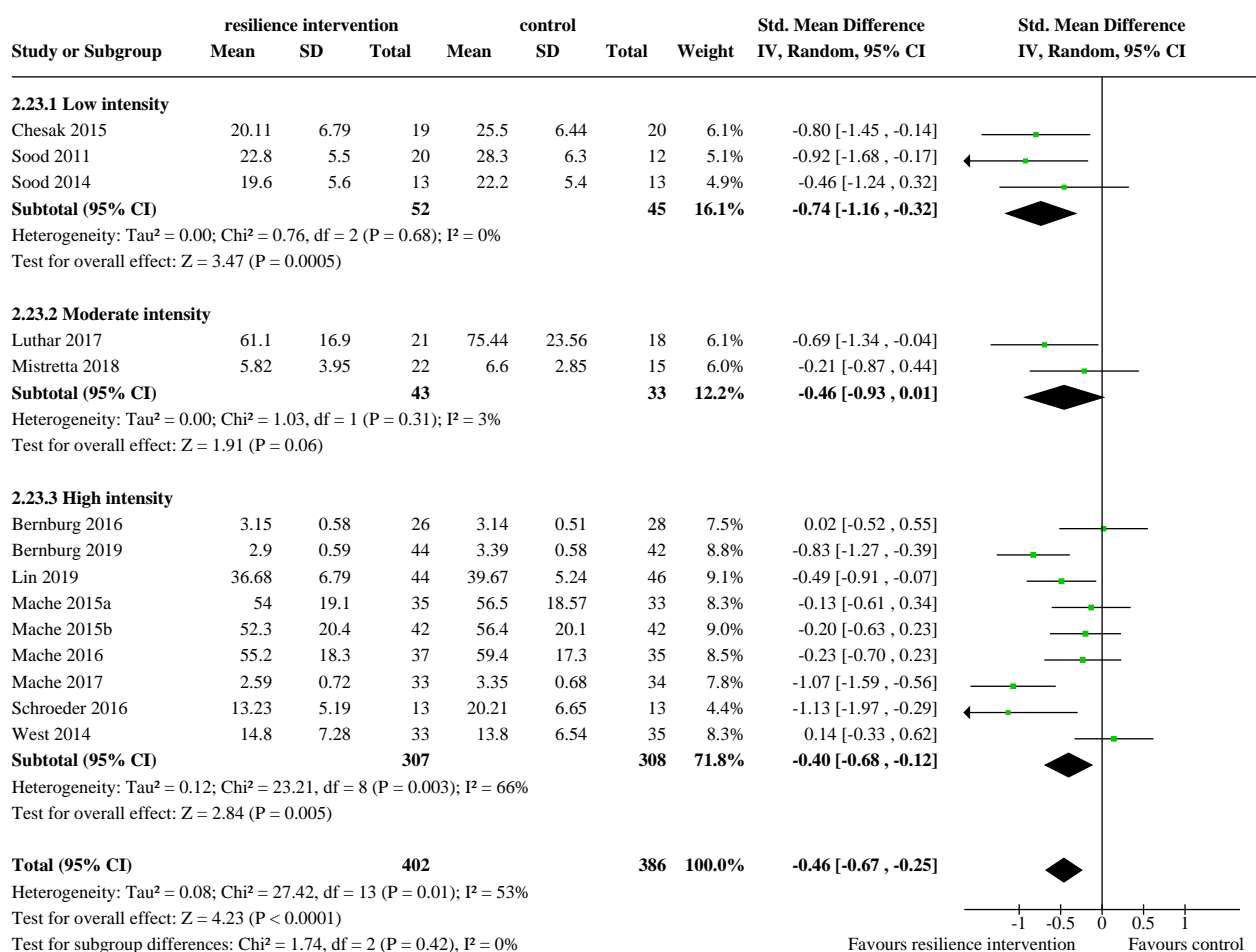 resilience intervention control Std. Mean Difference Std. Mean Difference
Study or Subgroup Mean SD Total Mean SD Total Weight IV, Random, 95% CI IV, Random, 95% CI
2.23.1 Low intensity
Chesak 2015 20.11 6.79 19 25.5 6.44 20 6.1% -0.80 [-1.45 , -0.14]
Sood 2011 22.8 5.5 20 28.3 6.3 12 5.1% -0.92 [-1.68 , -0.17]
Sood 2014 19.6 5.6 13 22.2 5.4 13 4.9% -0.46 [-1.24 , 0.32]
Subtotal (95% CI) 52 45 16.1% -0.74 [-1.16 , -0.32]
Heterogeneity: Tau² = 0.00; Chi² = 0.76, df = 2 (P = 0.68); I² = 0%
Test for overall effect: Z = 3.47 (P = 0.0005)
2.23.2 Moderate intensity
Luthar 2017 61.1 16.9 21 75.44 23.56 18 6.1% -0.69 [-1.34 , -0.04]
Mistretta 2018 5.82 3.95 22 6.6 2.85 15 6.0% -0.21 [-0.87 , 0.44]
Subtotal (95% CI) 43 33 12.2% -0.46 [-0.93 , 0.01]
Heterogeneity: Tau² = 0.00; Chi² = 1.03, df = 1 (P = 0.31); I² = 3%
Test for overall effect: Z = 1.91 (P = 0.06)
2.23.3 High intensity
Bernburg 2016 3.15 0.58 26 3.14 0.51 28 7.5% 0.02 [-0.52 , 0.55]
Bernburg 2019 2.9 0.59 44 3.39 0.58 42 8.8% -0.83 [-1.27 , -0.39]
Lin 2019 36.68 6.79 44 39.67 5.24 46 9.1% -0.49 [-0.91 , -0.07]
Mache 2015a 54 19.1 35 56.5 18.57 33 8.3% -0.13 [-0.61 , 0.34]
Mache 2015b 52.3 20.4 42 56.4 20.1 42 9.0% -0.20 [-0.63 , 0.23]
Mache 2016 55.2 18.3 37 59.4 17.3 35 8.5% -0.23 [-0.70 , 0.23]
Mache 2017 2.59 0.72 33 3.35 0.68 34 7.8% -1.07 [-1.59 , -0.56]
Schroeder 2016 13.23 5.19 13 20.21 6.65 13 4.4% -1.13 [-1.97 , -0.29]
West 2014 14.8 7.28 33 13.8 6.54 35 8.3% 0.14 [-0.33 , 0.62]
Subtotal (95% CI) 307 308 71.8% -0.40 [-0.68 , -0.12]
Heterogeneity: Tau² = 0.12; Chi² = 23.21, df = 8 (P = 0.003); I² = 66%
Test for overall effect: Z = 2.84 (P = 0.005)
Total (95% CI) 402 386 100.0% -0.46 [-0.67 , -0.25]
Heterogeneity: Tau² = 0.08; Chi² = 27.42, df = 13 (P = 0.01); I² = 53%
Test for overall effect: Z = 4.23 (P < 0.0001) -1 -0.5 0 0.5 1
Test for subgroup differences: Chi² = 1.74, df = 2 (P = 0.42), I² = 0% Favours resilience intervention Favours control